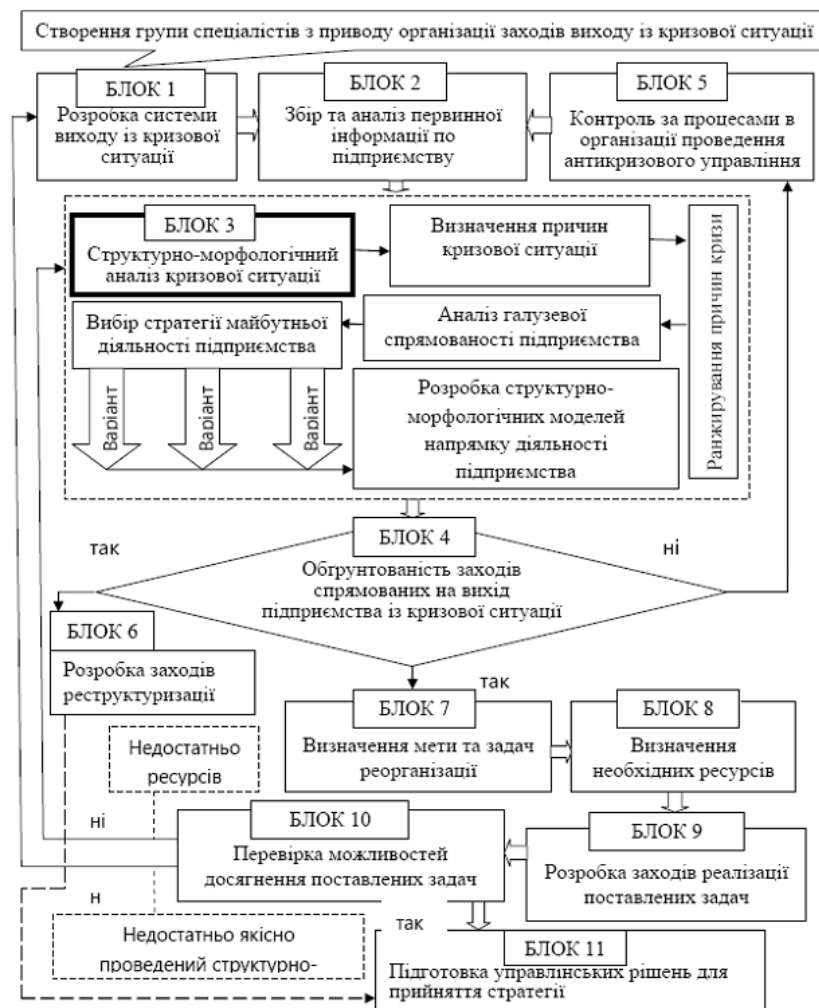 Створення групи спеціалістів з приводу організації заходів виходу із кризової ситуації
БЛОК 1
Розробка системи
виходу із кризової
ситуації
БЛОК 2
Збір та аналіз первинної
інформації по
підприємству
БЛОК 5
Контроль за процесами в
організації проведення
антикризового управління
БЛОК 3
Структурно-морфологічний
аналіз кризової ситуації
Визначення причин
кризової ситуації
Ранжирування причин кризи
Вибір стратегії майбутньої
діяльності підприємства
Аналіз галузевої
спрямованості підприємства
Варіант
Варіант
Варіант
Розробка структурно-
морфологічних моделей
напрямку діяльності
підприємства
БЛОК 4
так
ні
Обґрунтованість заходів
спрямованих на вихід
підприємства із кризової ситуації
БЛОК 6
Розробка заходів
реструктуризації
так
БЛОК 7
Визначення мети та задач
реорганізації
БЛОК 8
Визначення
необхідних ресурсів
Недостатньо
ресурсів
ні
БЛОК 10
Перевірка можливостей
досягнення поставлених задач
БЛОК 9
Розробка заходів реалізації
поставлених задач
н
Недостатньо якісно
проведений структурно-
так
БЛОК 11
Підготовка управлінських рішень для
прийняття стратегії